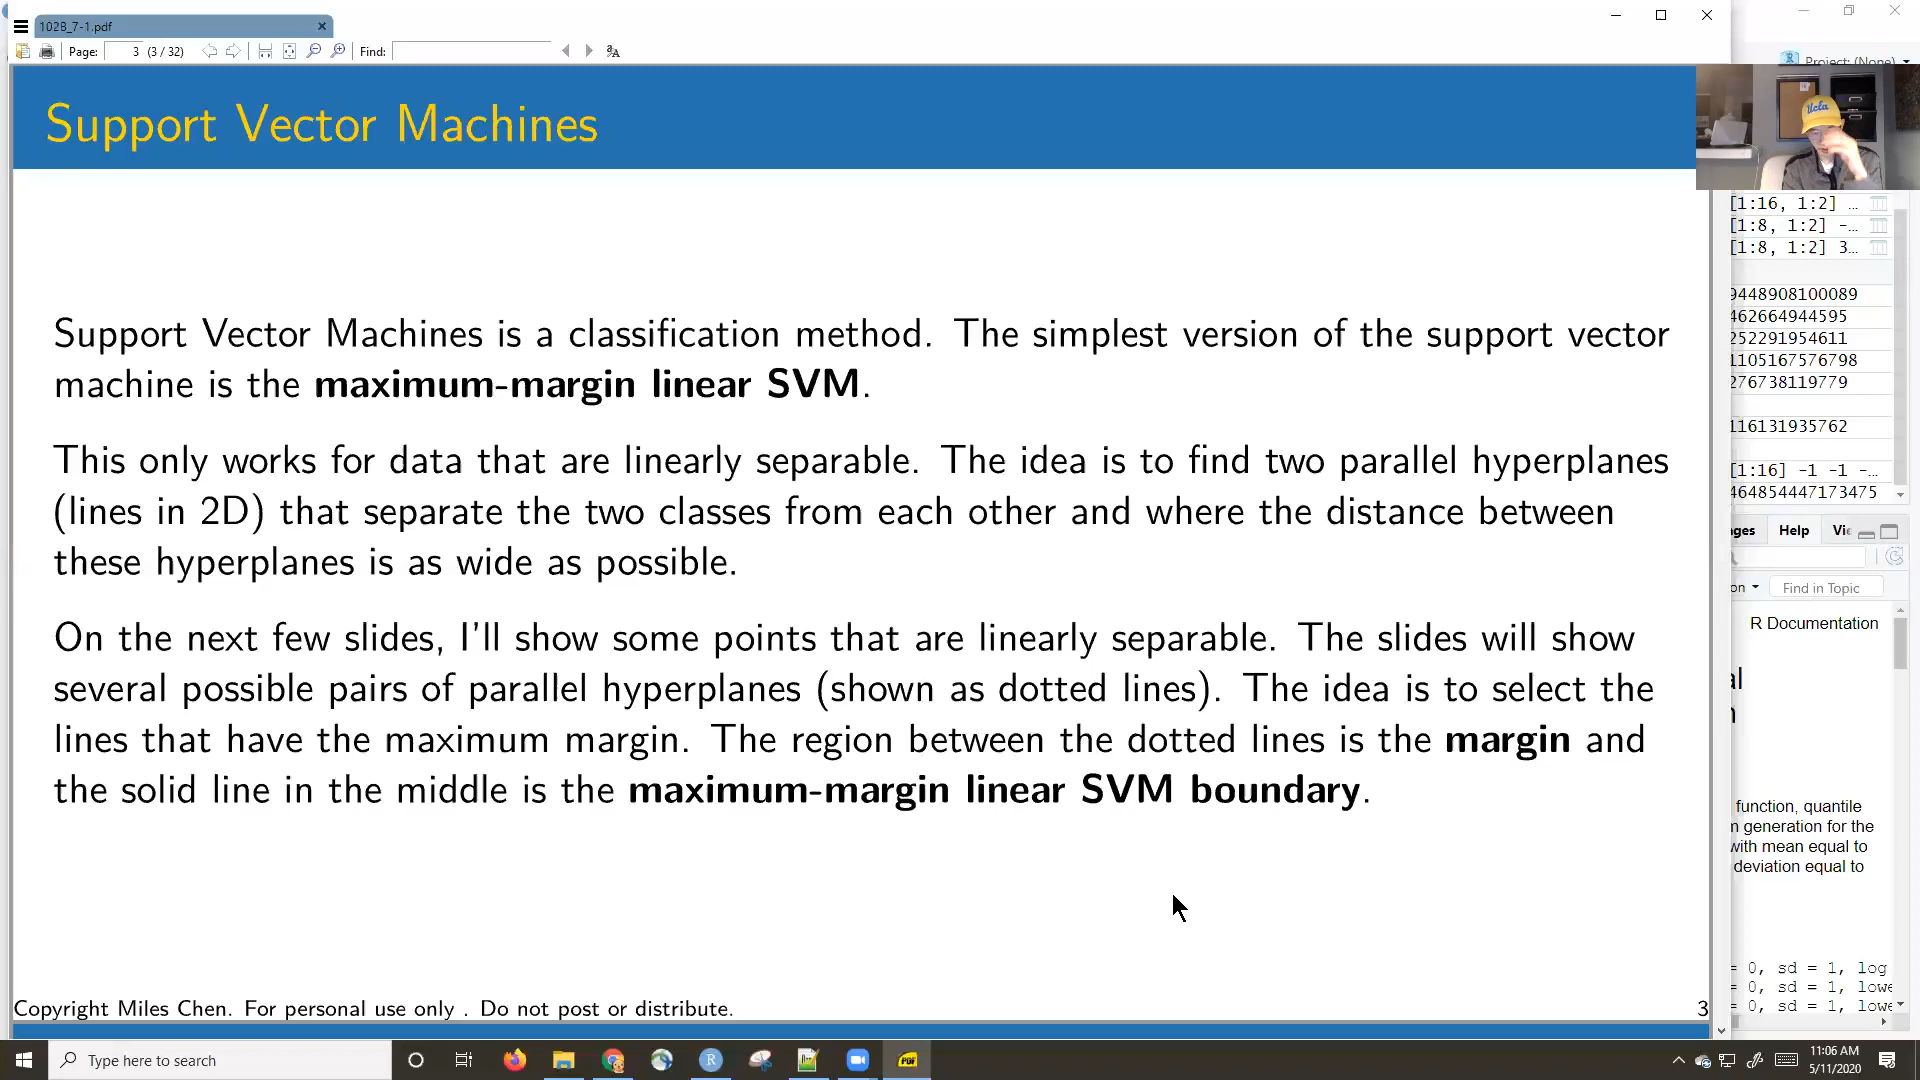 1028_7-1.pdf
Page: 3 (3 / 32) Find:
Project: (None)
Support Vector Machines
Ucla
Support Vector Machines is a classification method. The simplest version of the support vector
machine is the maximum-margin linear SVM.
This only works for data that are linearly separable. The idea is to find two parallel hyperplanes
(lines in 2D) that separate the two classes from each other and where the distance between
these hyperplanes is as wide as possible.
On the next few slides, I'll show some points that are linearly separable. The slides will show
several possible pairs of parallel hyperplanes (shown as dotted lines). The idea is to select the
lines that have the maximum margin. The region between the dotted lines is the margin and
the solid line in the middle is the maximum-margin linear SVM boundary.
Copyright Miles Chen. For personal use only . Do not post or distribute.
3
[1:16, 1:2] ...
[1:8, 1:2] -...
[1:8, 1:2] 3...
9448908100089
462664944595
252291954611
1105167576798
276738119779
116131935762
[1:16] -1 -1 -...
464854447173475
Help
Find in Topic
R Documentation
function, quantile
generation for the
with mean equal to
deviation equal to
= 0, sd = 1, log
= 0, sd = 1, lowe
= 0, sd = 1, lowe
Type here to search
11:06 AM
5/11/2020